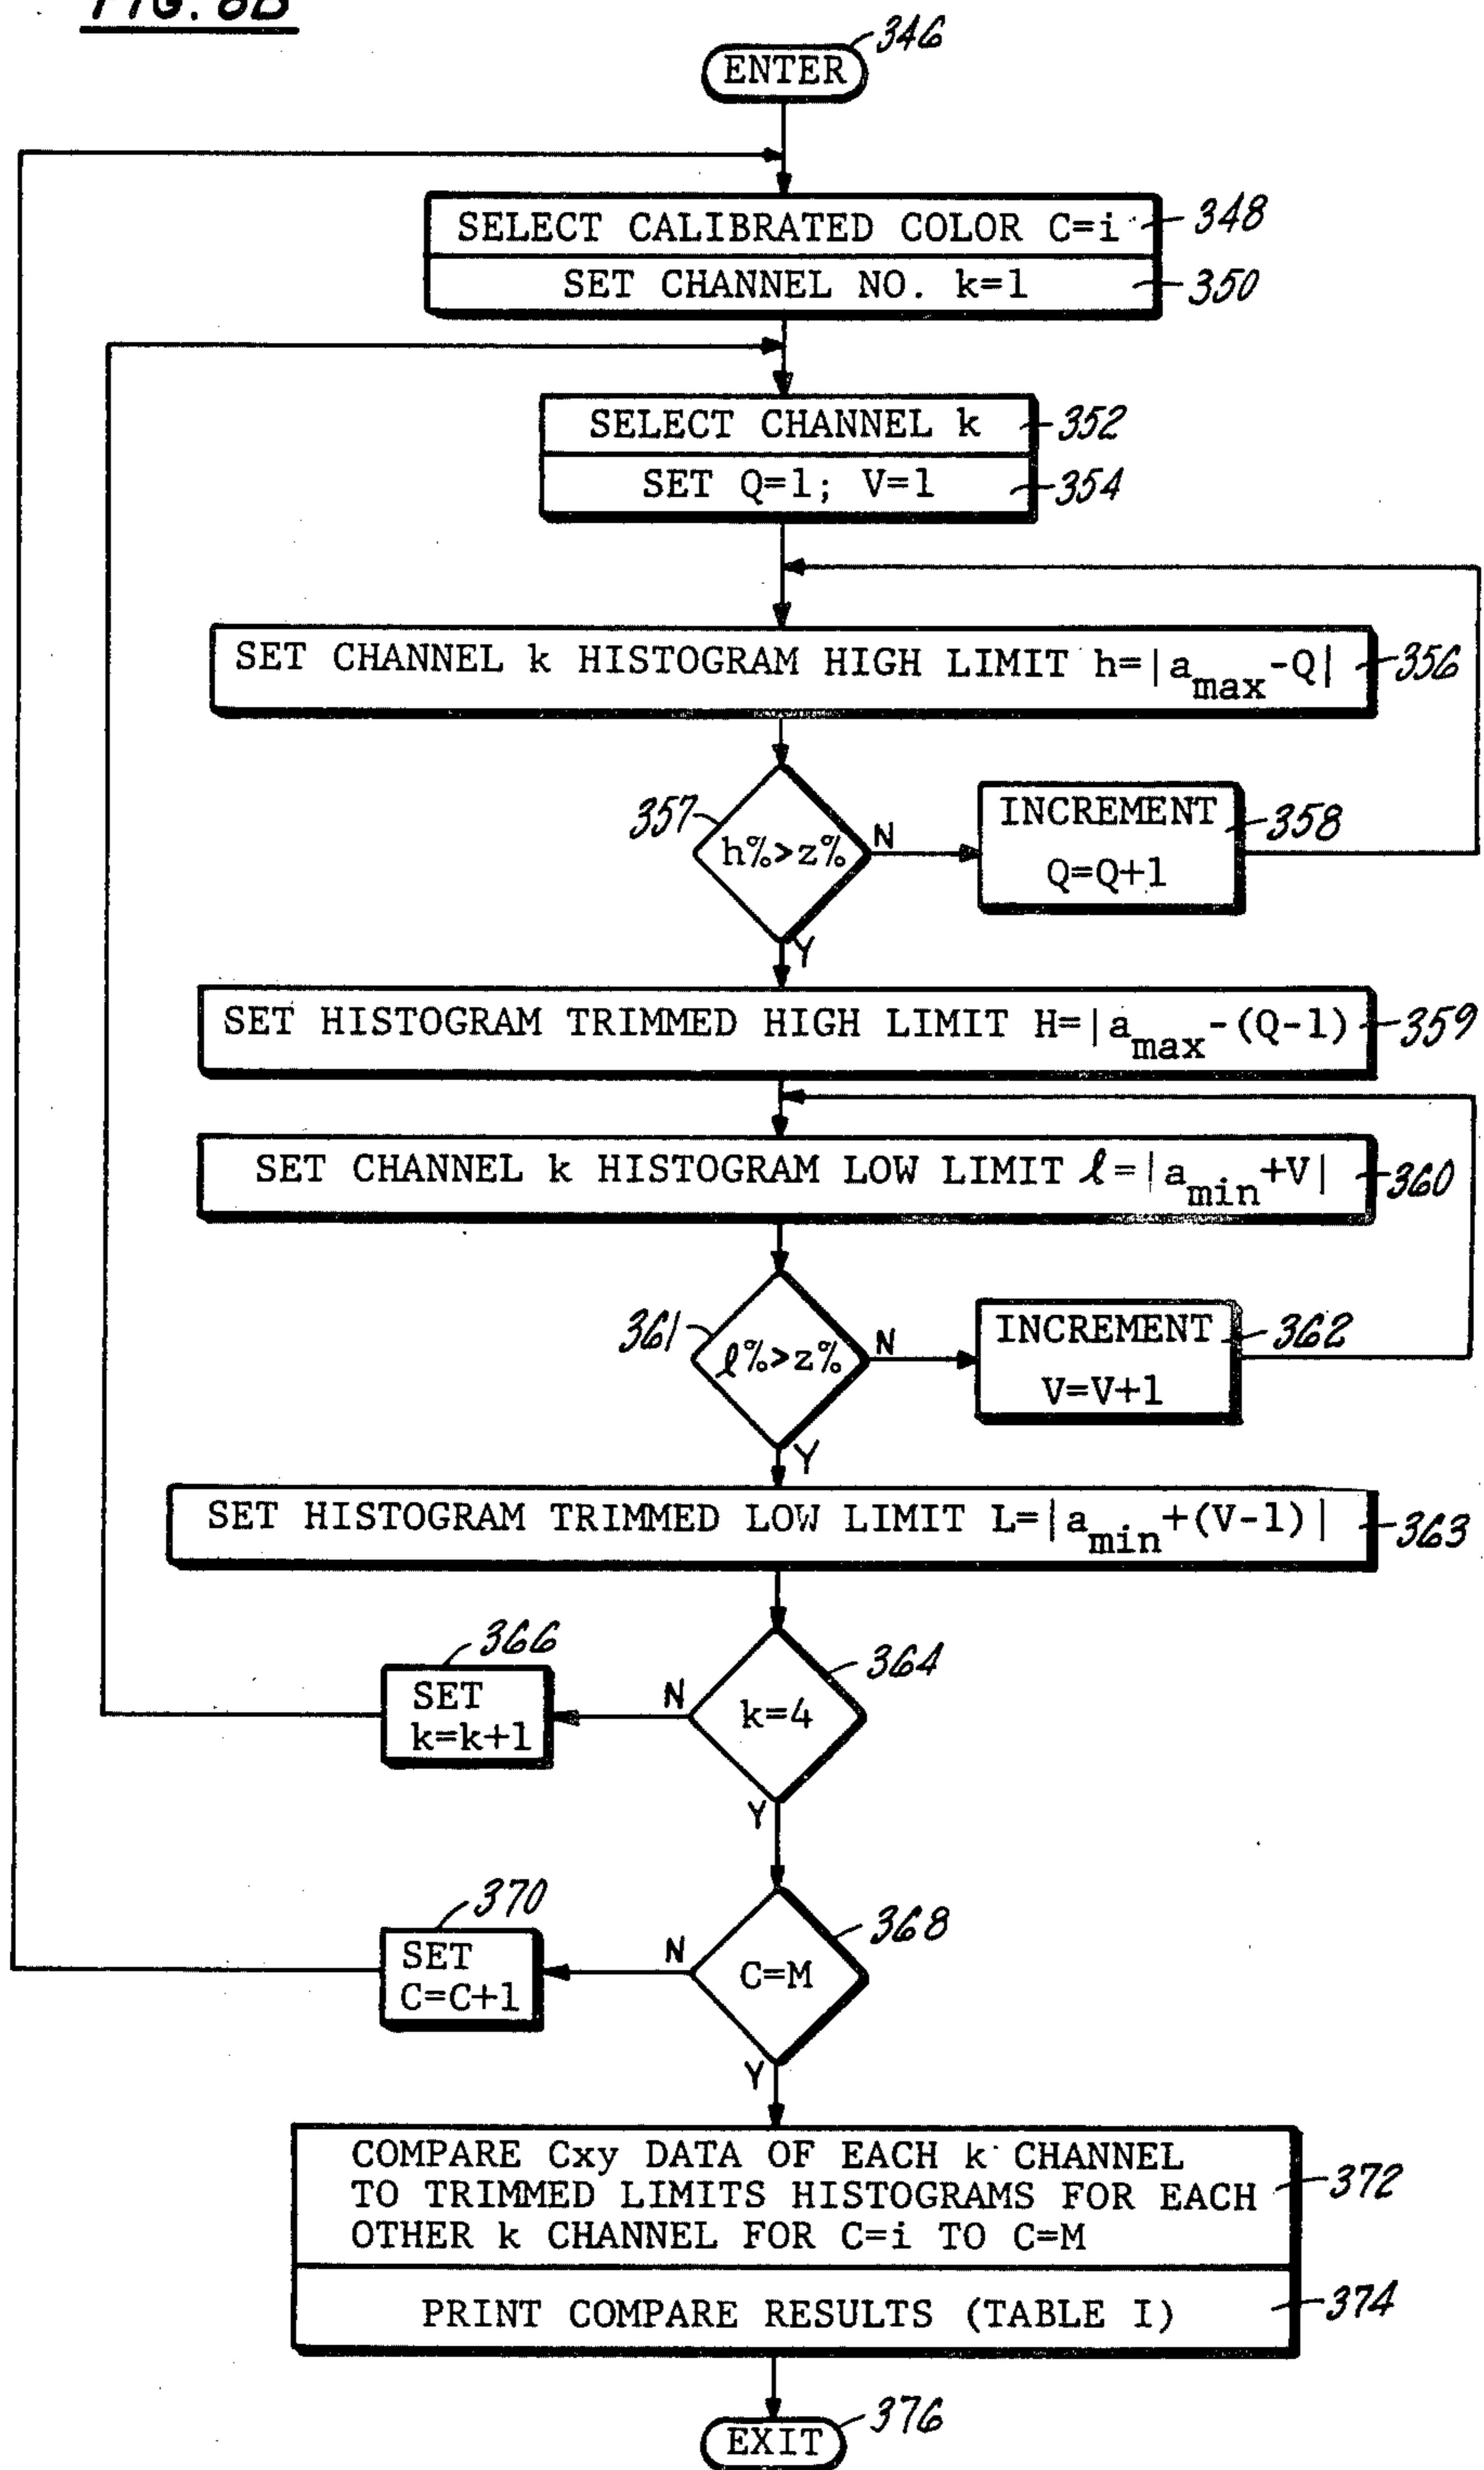 FIG. 8B
ENTER
346
SELECT CALIBRATED COLOR C=i
348
SET CHANNEL NO. k=1
350
SELECT CHANNEL k
352
SET Q=1; V=1
354
SET CHANNEL k HISTOGRAM HIGH LIMIT h=|amax-Q|
356
357
h%>z%
N
INCREMENT
Q=Q+1
358
Y
SET HISTOGRAM TRIMMED HIGH LIMIT H=|amax-(Q-1)
359
SET CHANNEL k HISTOGRAM LOW LIMIT ℓ=|amin+V|
360
361
ℓ%>z%
N
INCREMENT
V=V+1
362
Y
SET HISTOGRAM TRIMMED LOW LIMIT L=|amin+(V-1)|
363
366
SET
k=k+1
N
k=4
364
Y
370
SET
C=C+1
N
C=M
368
Y
COMPARE Cxy DATA OF EACH k CHANNEL
TO TRIMMED LIMITS HISTOGRAMS FOR EACH
OTHER k CHANNEL FOR C=i TO C=M
372
PRINT COMPARE RESULTS (TABLE I)
374
EXIT
376